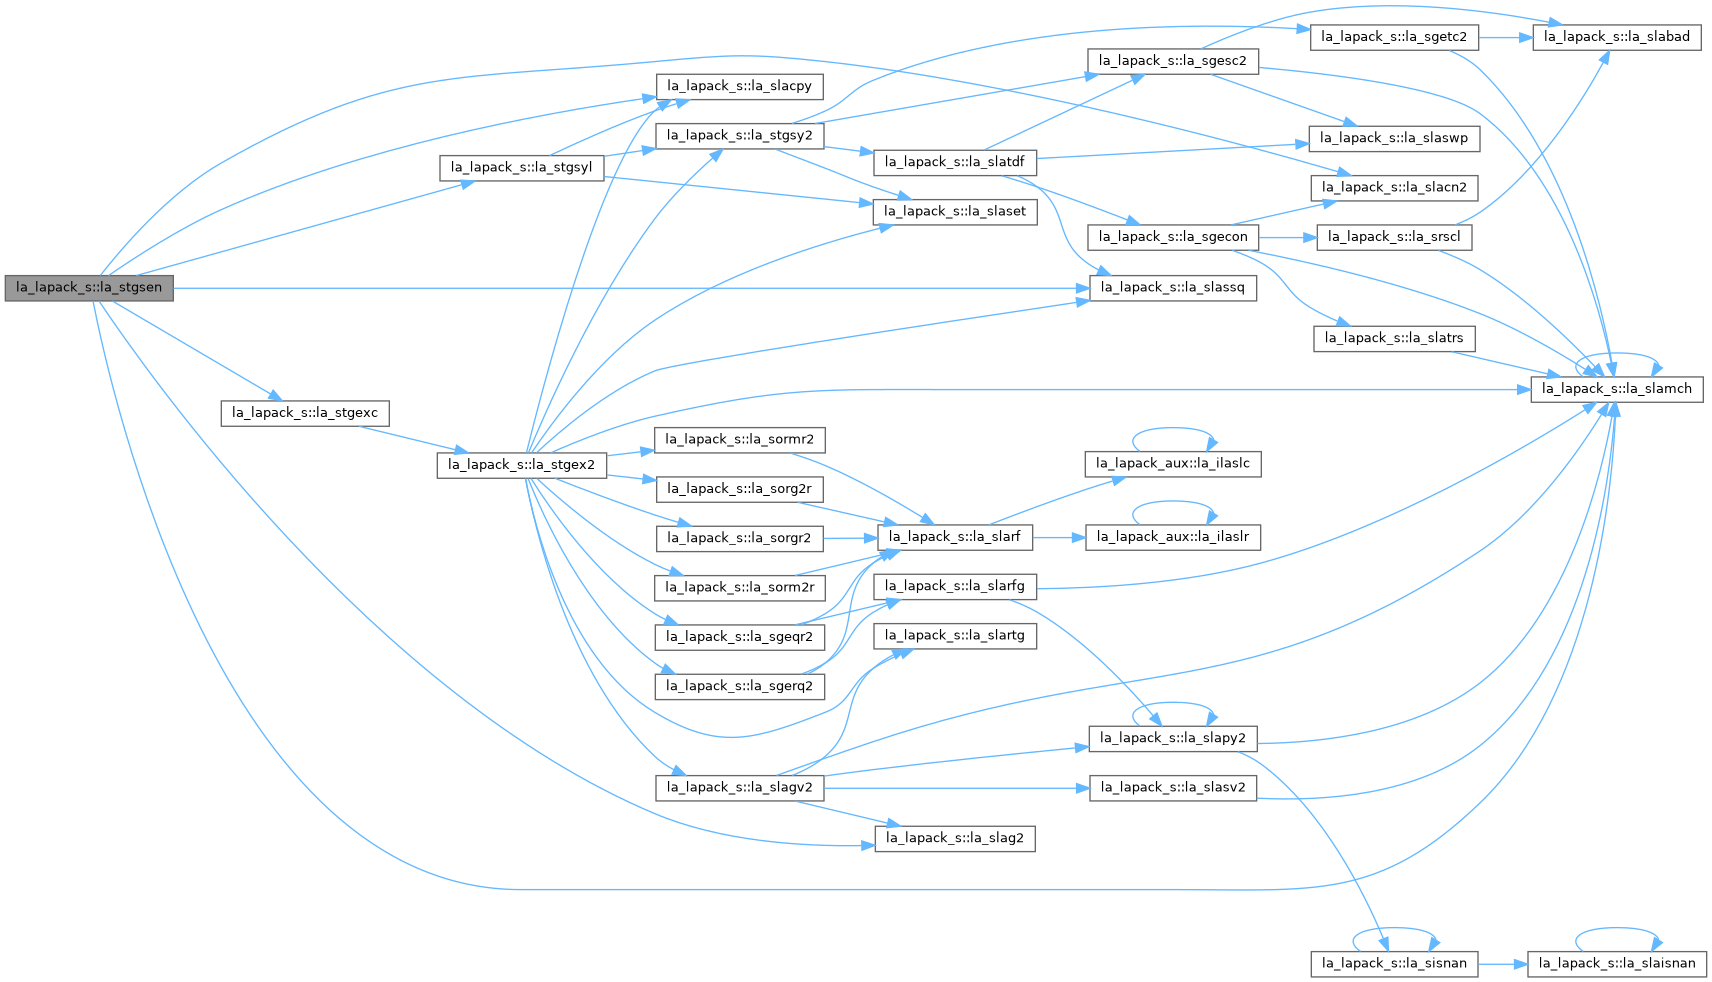 la_lapack_s::la_stgsen
la_lapack_s::la_stgexc
la_lapack_s::la_stgsyl
la_lapack_s::la_stgex2
la_lapack_s::la_slacpy
la_lapack_s::la_stgsy2
la_lapack_s::la_sormr2
la_lapack_s::la_sorg2r
la_lapack_s::la_sorgr2
la_lapack_s::la_sorm2r
la_lapack_s::la_sgeqr2
la_lapack_s::la_sgerq2
la_lapack_s::la_slagv2
la_lapack_s::la_slatdf
la_lapack_s::la_slaset
la_lapack_s::la_slarf
la_lapack_s::la_slarfg
la_lapack_s::la_slartg
la_lapack_s::la_slag2
la_lapack_s::la_sgesc2
la_lapack_s::la_sgecon
la_lapack_s::la_slassq
la_lapack_aux::la_ilaslc
la_lapack_aux::la_ilaslr
la_lapack_s::la_slapy2
la_lapack_s::la_slasv2
la_lapack_s::la_sgetc2
la_lapack_s::la_slaswp
la_lapack_s::la_slacn2
la_lapack_s::la_srscl
la_lapack_s::la_slatrs
la_lapack_s::la_sisnan
la_lapack_s::la_slabad
la_lapack_s::la_slamch
la_lapack_s::la_slaisnan